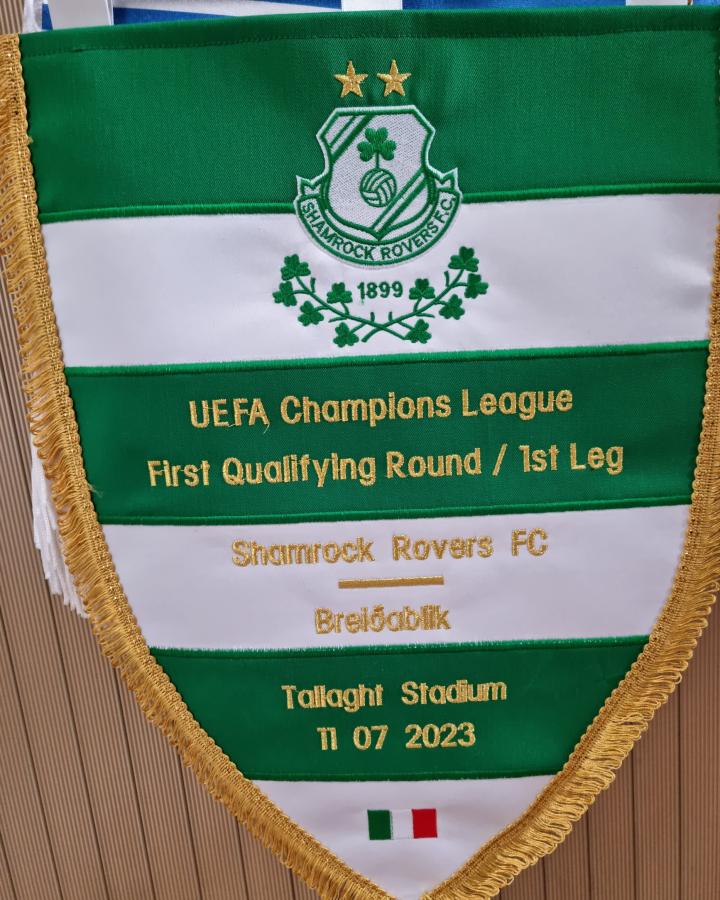 SHAMROCK ROVERS F.C.
1899
UEFA Champions League
First Qualifying Round / 1st Leg
Shamrock Rovers FC
Breiðablik
Tallaght Stadium
11 07 2023